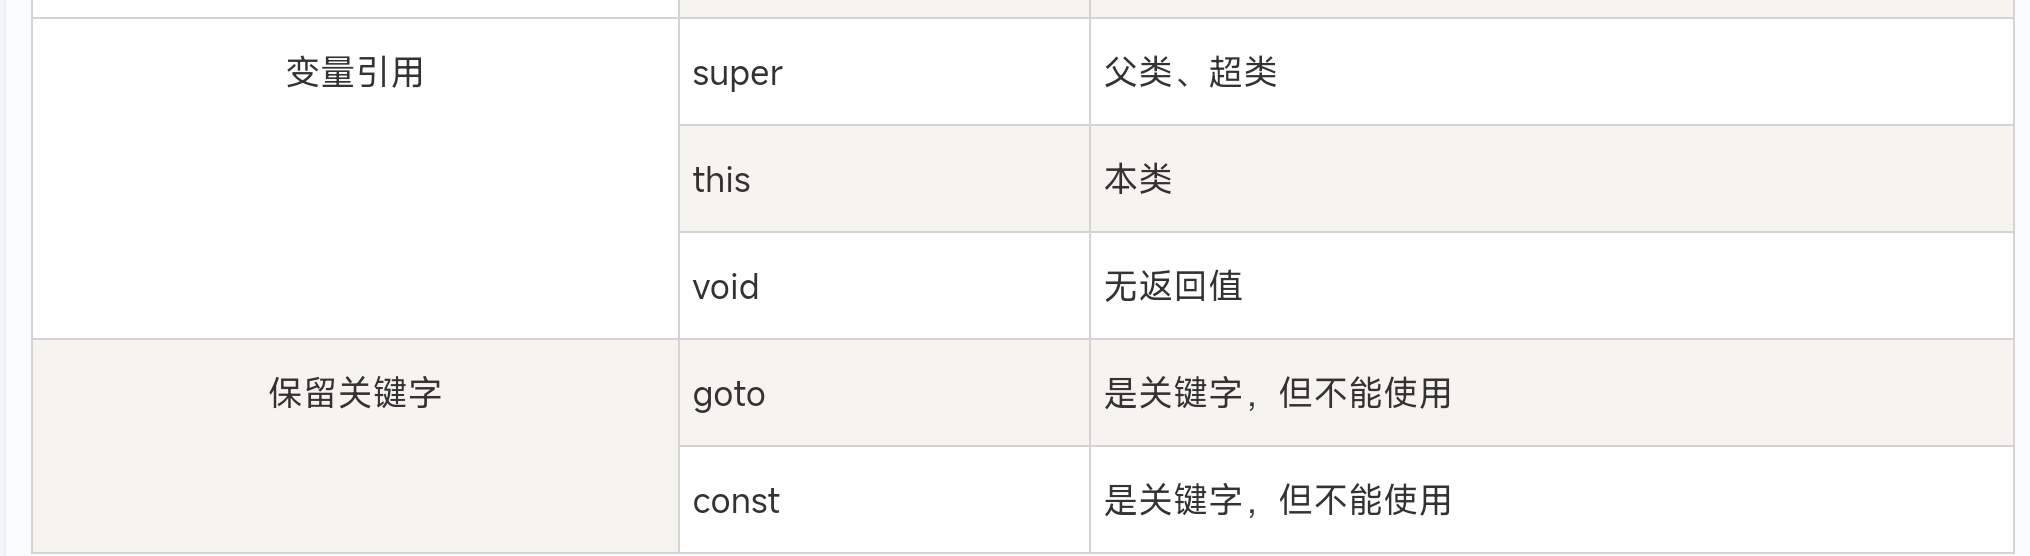 变量引用
super
父类、超类
this
本类
void
无返回值
保留关键字
goto
是关键字，但不能使用
const
是关键字，但不能使用